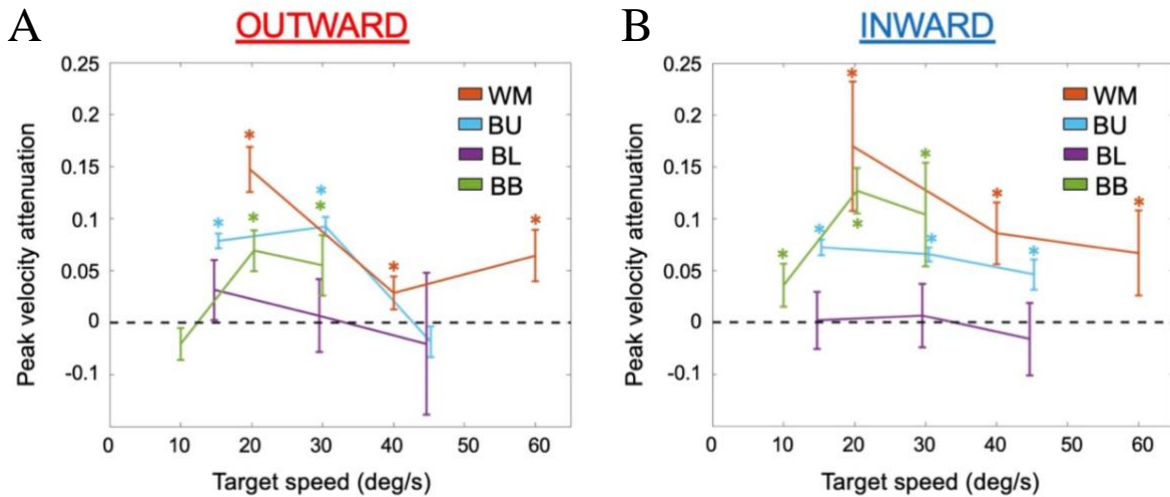 A
OUTWARD
Peak velocity attenuation
0.25
0.2
0.15
0.1
0.05
0
-0.1
WM
BU
BL
BB
*
*
*
*
*
*
*
0 10 20 30 40 50 60
Target speed (deg/s)
B
INWARD
Peak velocity attenuation
0.25
0.2
0.15
0.1
0.05
0
-0.1
WM
BU
BL
BB
*
*
*
*
*
*
*
*
*
0 10 20 30 40 50 60
Target speed (deg/s)